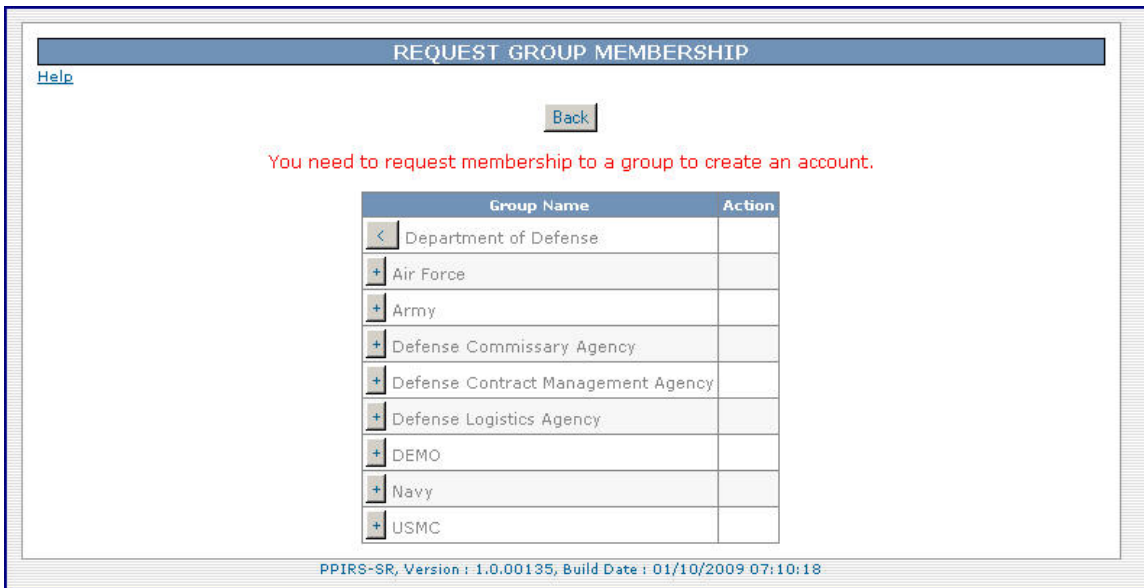 REQUEST GROUP MEMBERSHIP
Help
Back
You need to request membership to a group to create an account.
Group Name Action
< Department of Defense
+ Air Force
+ Army
+ Defense Commissary Agency
+ Defense Contract Management Agency
+ Defense Logistics Agency
+ DEMO
+ Navy
+ USMC
PPIRS-SR, Version : 1.0.00135, Build Date : 01/10/2009 07:10:18